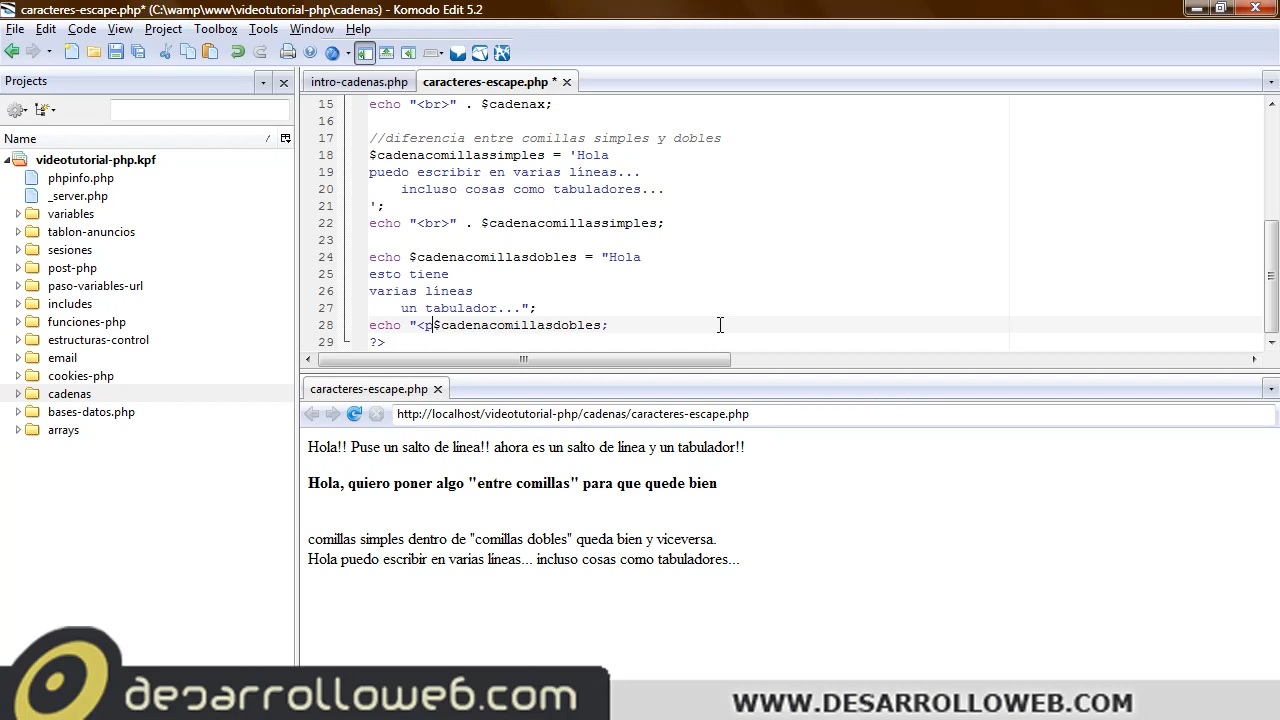 caracteres-escape.php* (C:\wamp\www\videotutorial-php\cadenas) - Komodo Edit 5.2
File Edit Code View Project Toolbox Tools Window Help
Projects
intro-cadenas.php caracteres-escape.php *
Name
videotutorial-php.kpf
phpinfo.php
_server.php
variables
tablon-anuncios
sesiones
post-php
paso-variables-url
includes
funciones-php
estructuras-control
email
cookies-php
cadenas
bases-datos.php
arrays
15 echo "<br>" . $cadenax;
16
17 //diferencia entre comillas simples y dobles
18 $cadenacomillassimples = 'Hola
19 puedo escribir en varias líneas...
20 incluso cosas como tabuladores...
21 ';
22 echo "<br>" . $cadenacomillassimples;
23
24 echo $cadenacomillasdobles = "Hola
25 esto tiene
26 varias líneas
27 un tabulador...";
28 echo "<p$cadenacomillasdobles;
29 ?>
caracteres-escape.php
http://localhost/videotutorial-php/cadenas/caracteres-escape.php
Hola!! Puse un salto de línea!! ahora es un salto de línea y un tabulador!!
Hola, quiero poner algo "entre comillas" para que quede bien
comillas simples dentro de "comillas dobles" queda bien y viceversa.
Hola puedo escribir en varias líneas... incluso cosas como tabuladores...
desarrolloweb.com
WWW.DESARROLLOWEB.COM